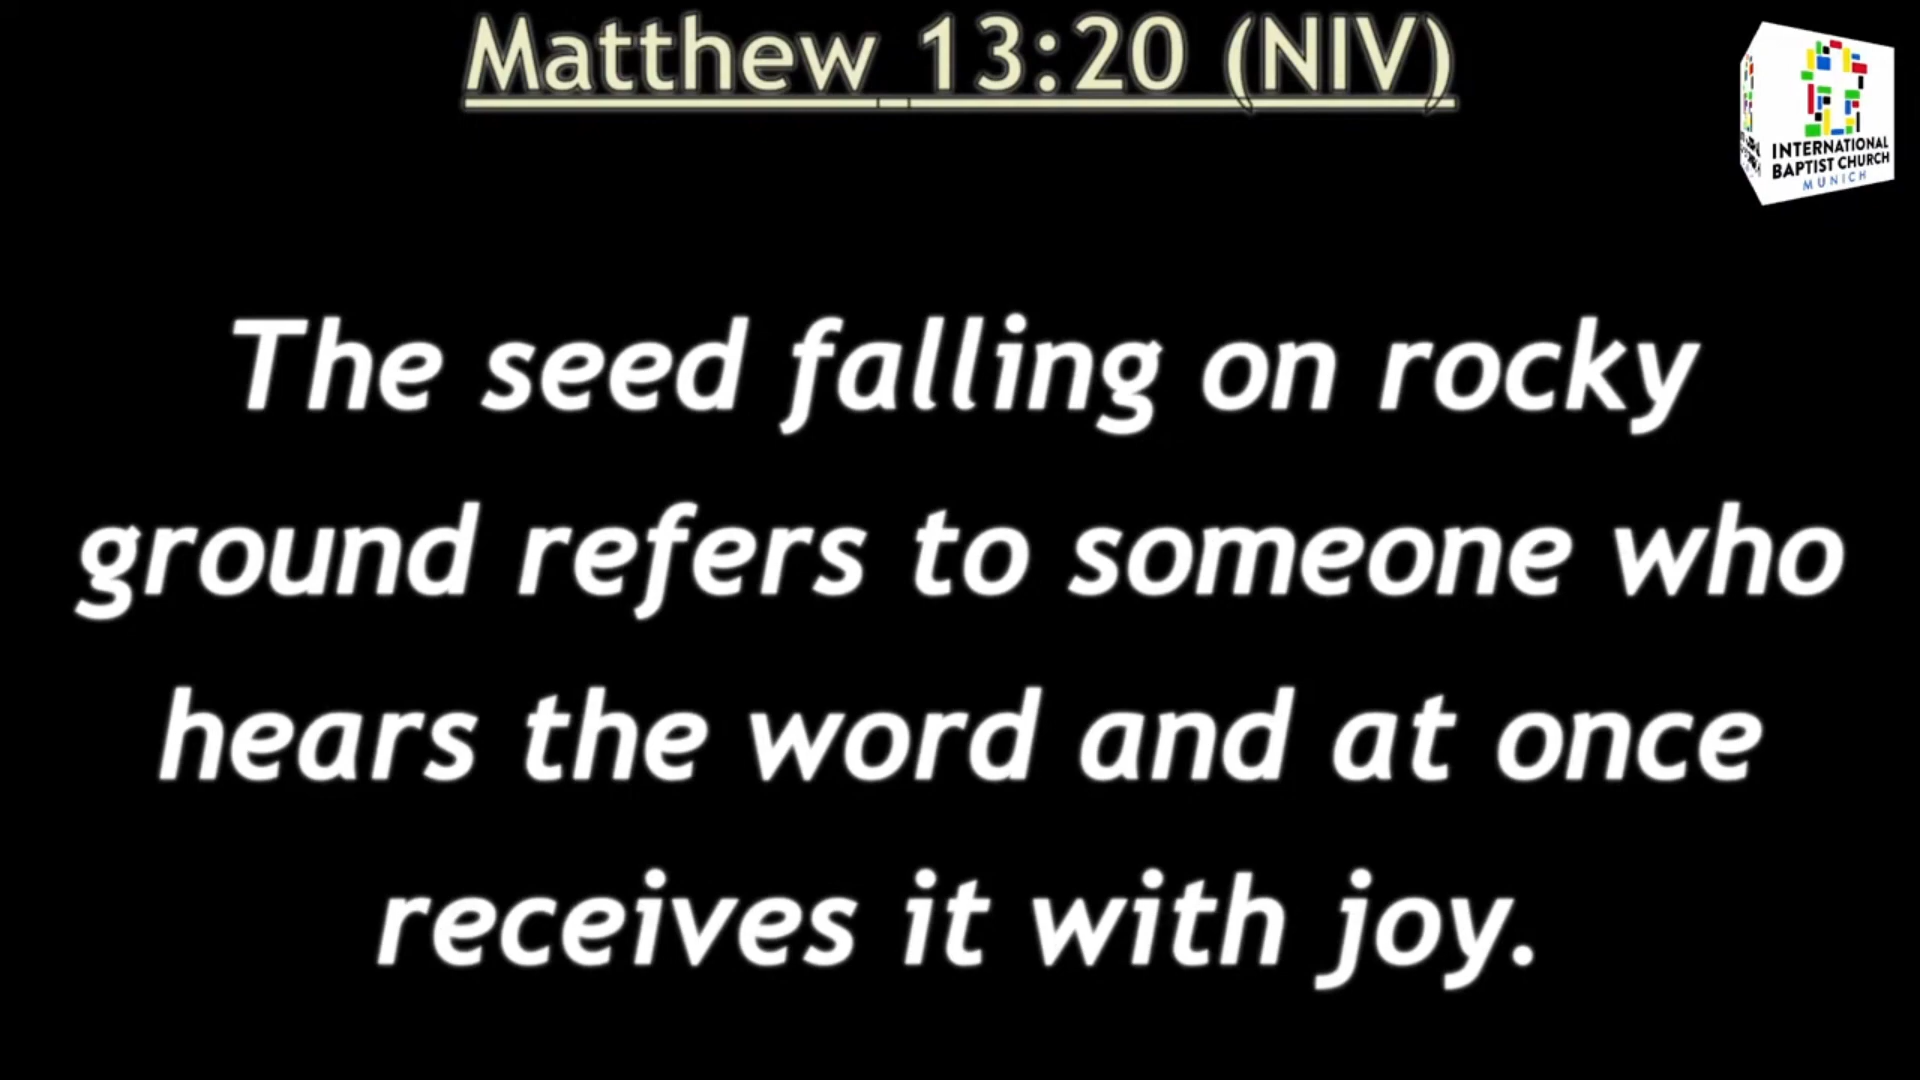 Matthew 13:20 (NIV)
INTERNATIONAL
BAPTIST CHURCH
MUNICH
The seed falling on rocky
ground refers to someone who
hears the word and at once
receives it with joy.